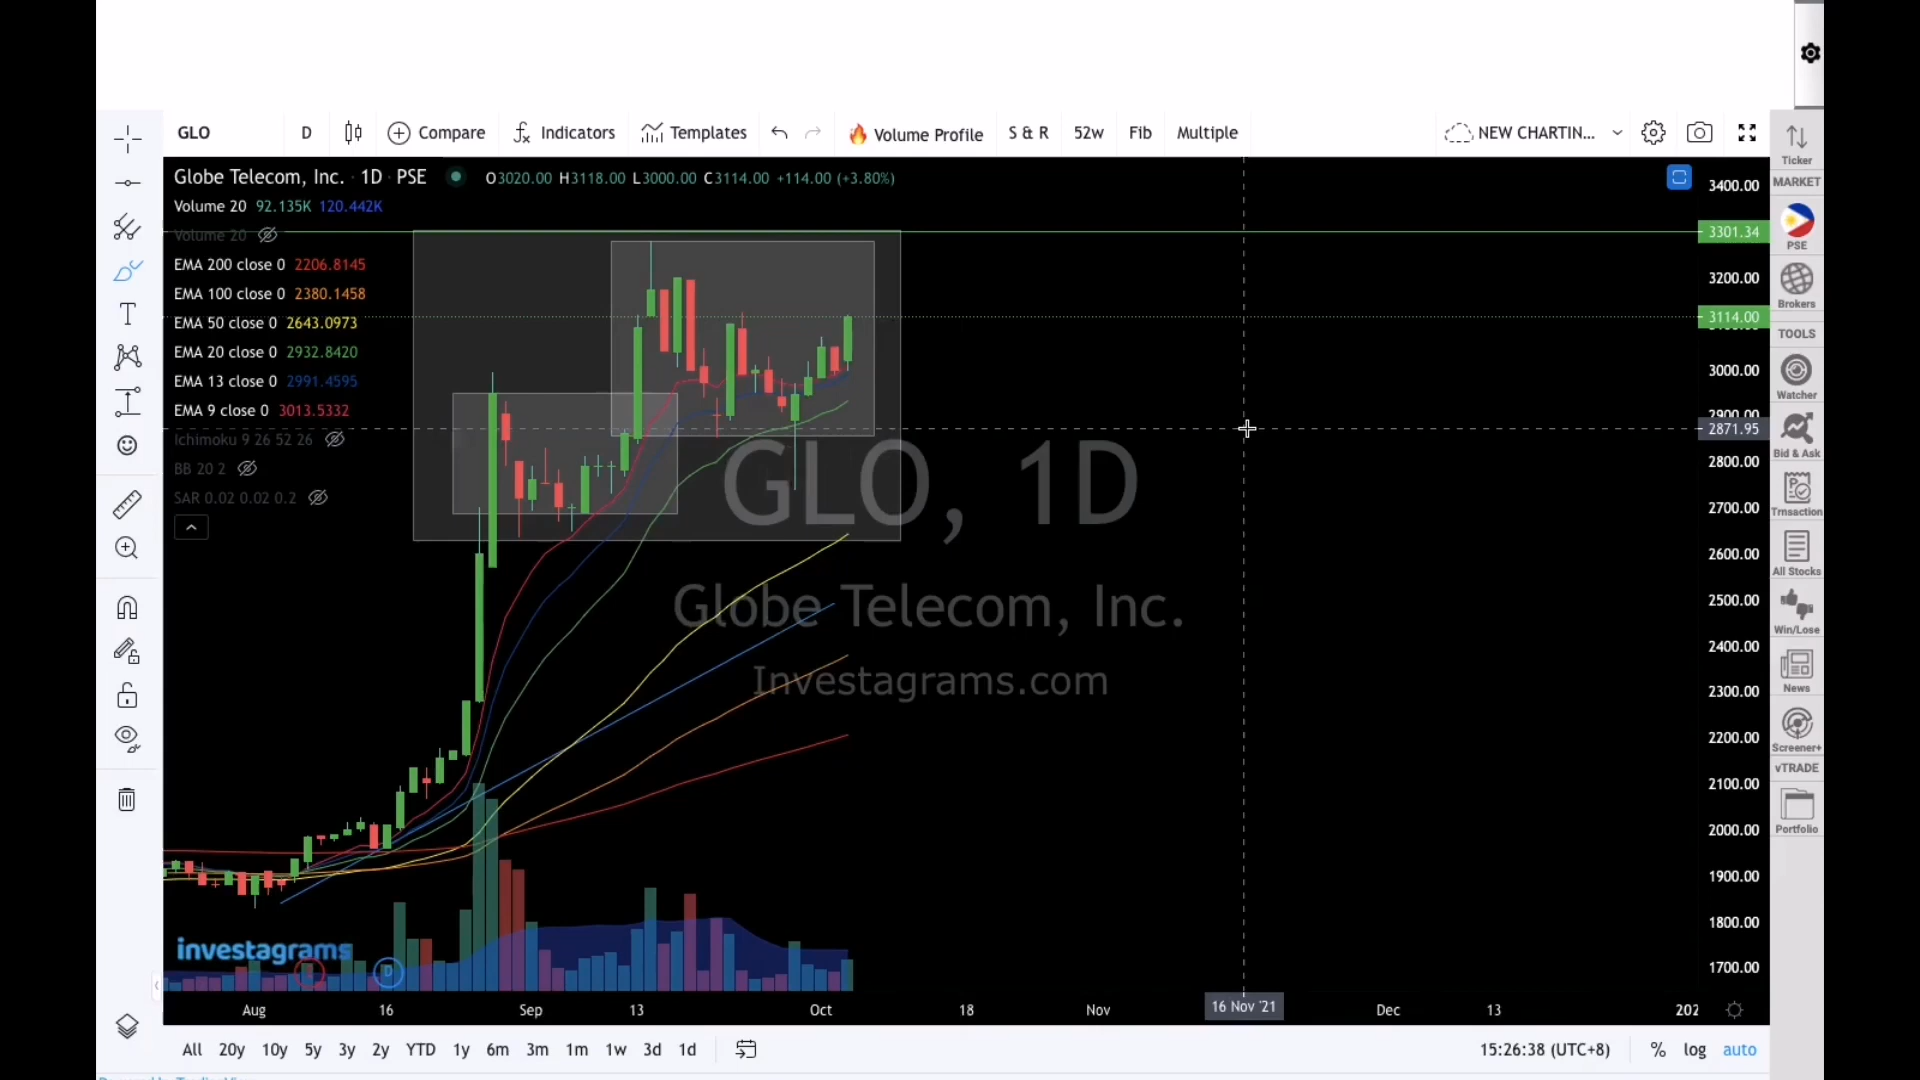 GLO D Compare Indicators Templates Volume Profile S & R 52w Fib Multiple NEW CHARTIN...
Globe Telecom, Inc. · 1D · PSE O3020.00 H3118.00 L3000.00 C3114.00 +114.00 (+3.80%)
Volume 20 92.135K 120.442K
Volume 20
EMA 200 close 0 2206.8145
EMA 100 close 0 2380.1458
EMA 50 close 0 2643.0973
EMA 20 close 0 2932.8420
EMA 13 close 0 2991.4595
EMA 9 close 0 3013.5332
Ichimoku 9 26 52 26
BB 20 2
SAR 0.02 0.02 0.2
GLO, 1D
Globe Telecom, Inc.
Investagrams.com
investagrams
D
3400.00
3301.34
3200.00
3114.00
3000.00
2900.00
2871.95
2800.00
2700.00
2600.00
2500.00
2400.00
2300.00
2200.00
2100.00
2000.00
1900.00
1800.00
1700.00
Aug 16 Sep 13 Oct 18 Nov 16 Nov '21 Dec 13 202
All 20y 10y 5y 3y 2y YTD 1y 6m 3m 1m 1w 3d 1d 15:26:38 (UTC+8) % log auto
Ticker
MARKET
PSE
Brokers
TOOLS
Watcher
Bid & Ask
Trnsaction
All Stocks
Win/Lose
News
Screener+
vTRADE
Portfolio